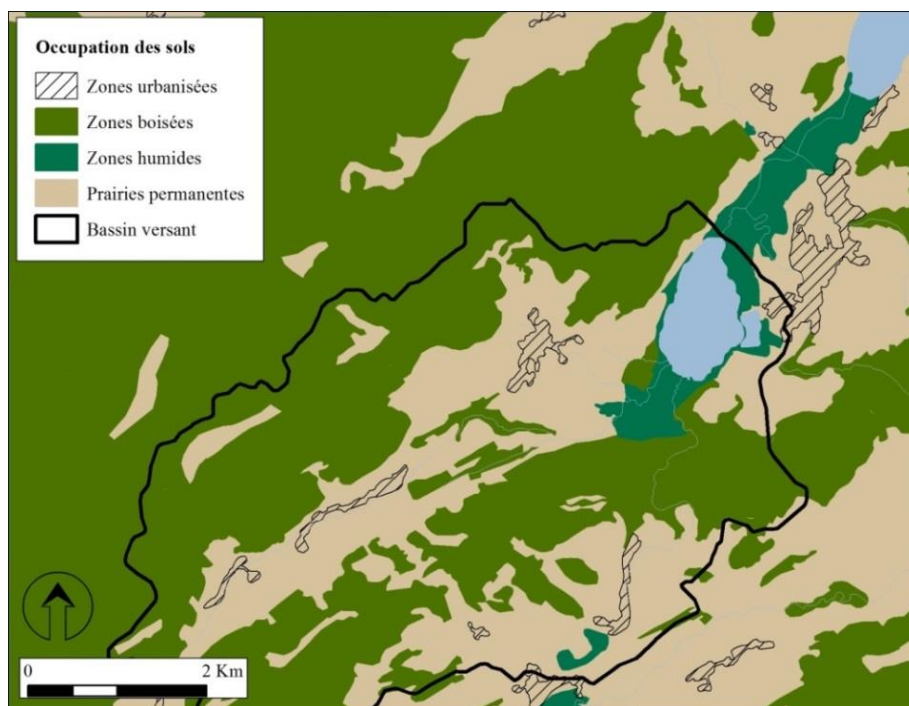 Occupation des sols
Zones urbanisées
Zones boisées
Zones humides
Prairies permanentes
Bassin versant
0 2 Km